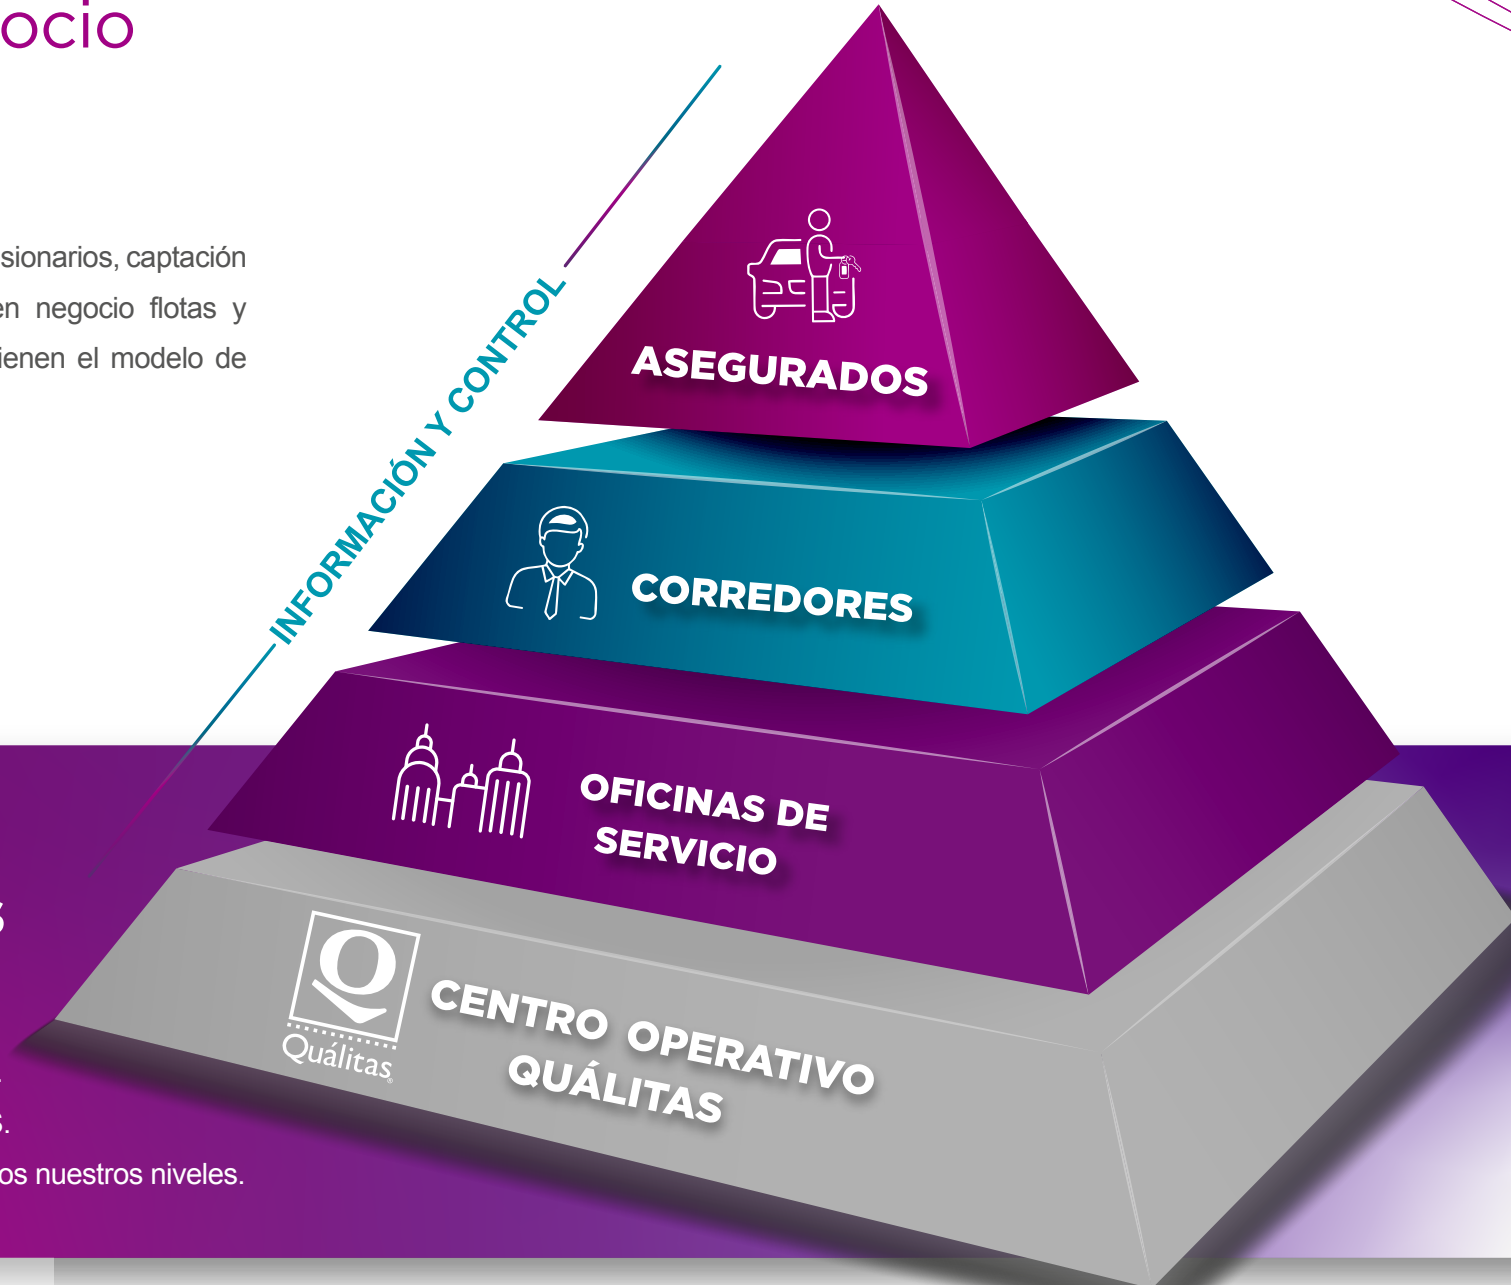 ocio
sionarios, captación
en negocio flotas y
ienen el modelo de
INFORMACIÓN Y CONTROL
ASEGURADOS
CORREDORES
OFICINAS DE
SERVICIO
Q
Quálitas®
CENTRO OPERATIVO
QUÁLITAS
s.
os nuestros niveles.